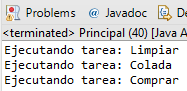 Problems @ Javadoc
<terminated> Principal (40) [Java A
Ejecutando tarea: Limpiar
Ejecutando tarea: Colada
Ejecutando tarea: Comprar